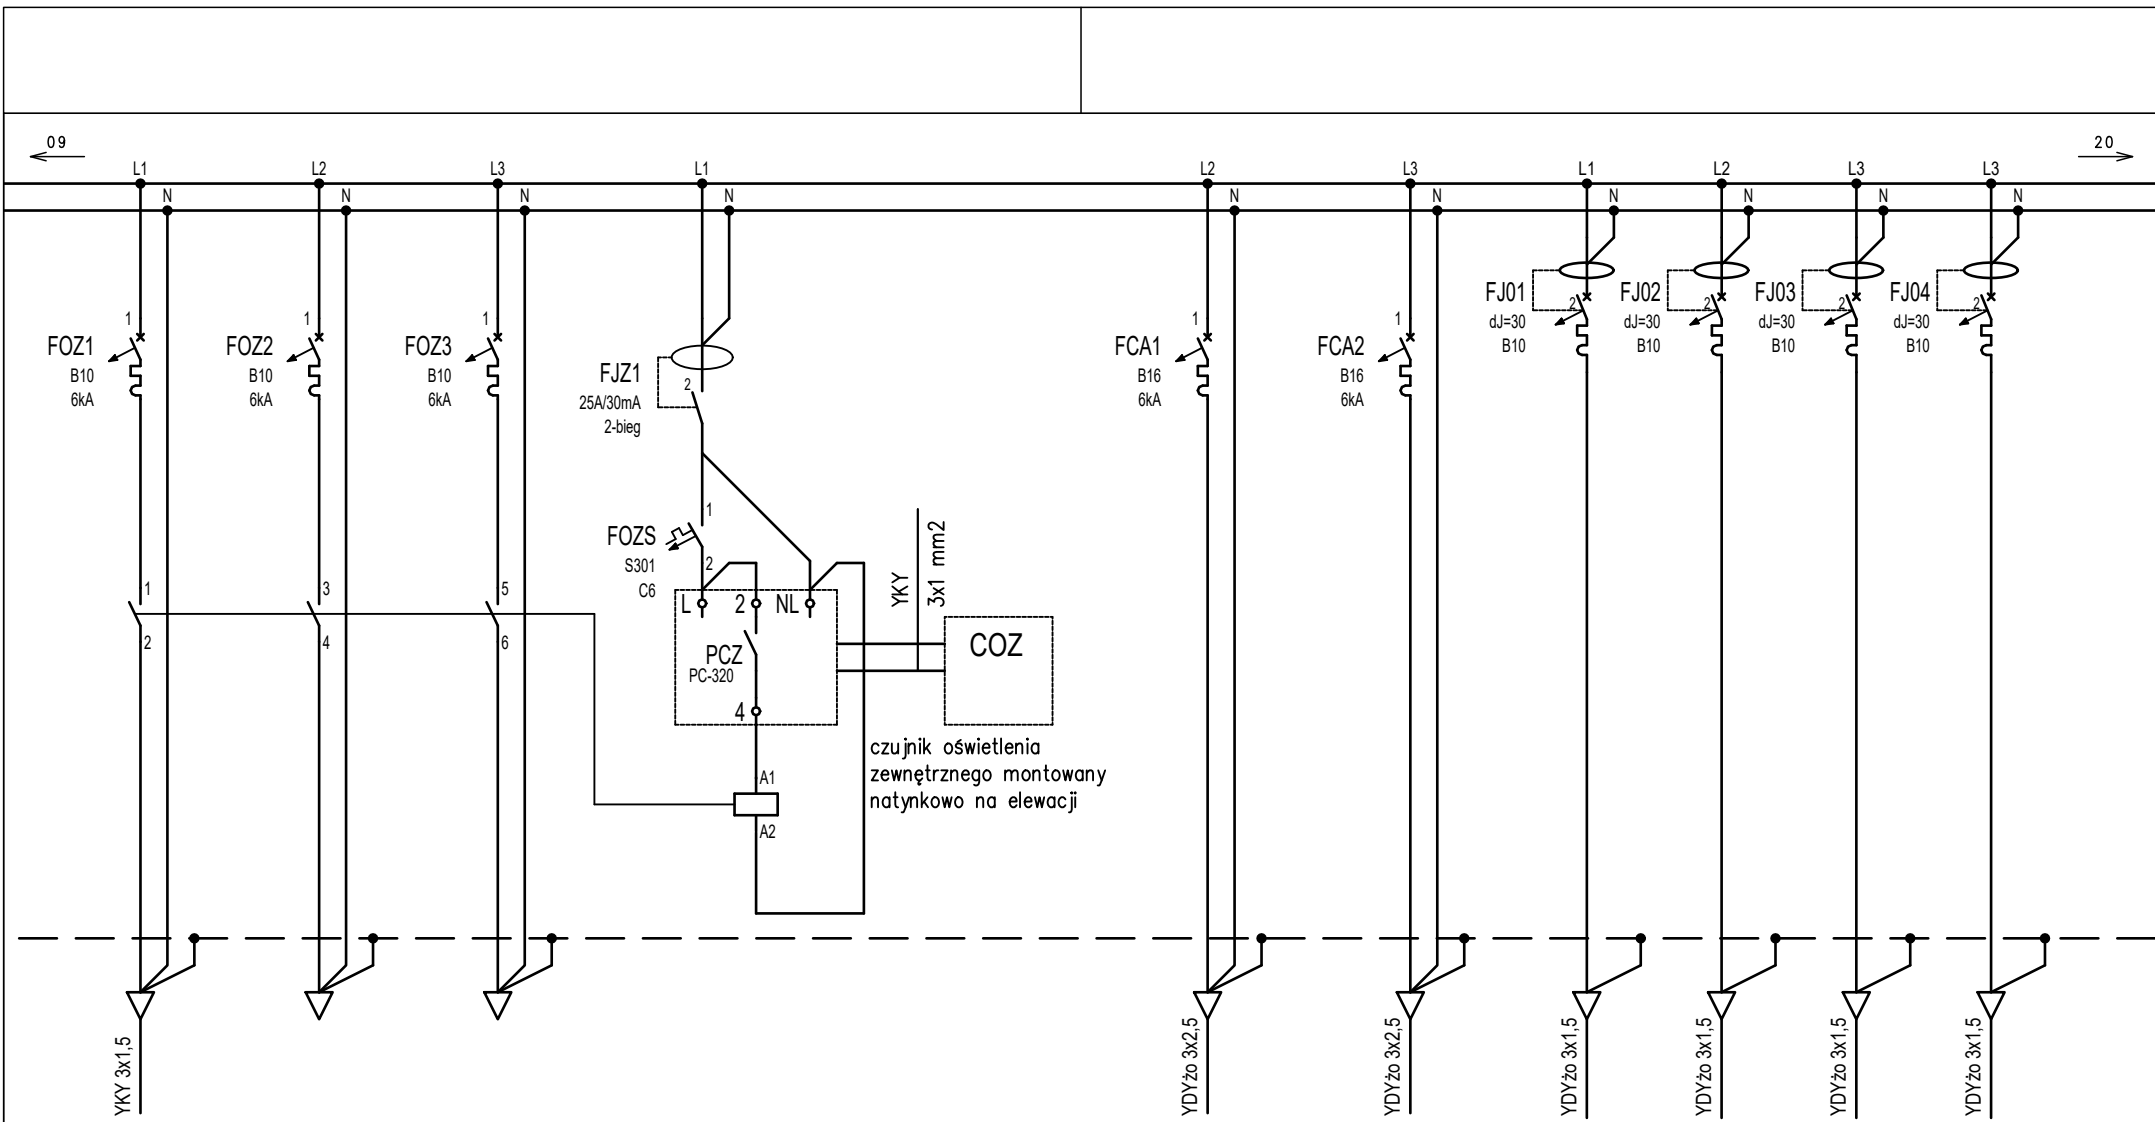 09
20
L1
L2
L3
L1
L2
L3
L1
L2
L3
L3
N
N
N
N
N
N
N
N
N
N
1
FOZ1
B10
6kA
1
FOZ2
B10
6kA
1
FOZ3
B10
6kA
FJZ1
2
25A/30mA
2-bieg
1
FCA1
B16
6kA
1
FCA2
B16
6kA
FJ01
2
dJ=30
B10
FJ02
2
dJ=30
B10
FJ03
2
dJ=30
B10
FJ04
2
dJ=30
B10
1
FOZS
S301
2
C6
1
2
3
4
5
6
L
2
NL
PCZ
PC-320
4
YKY
3x1 mm2
COZ
czujnik oświetlenia
zewnętrznego montowany
natynkowo na elewacji
A1
A2
YKY 3x1,5
YDYżo 3x2,5
YDYżo 3x2,5
YDYżo 3x1,5
YDYżo 3x1,5
YDYżo 3x1,5
YDYżo 3x1,5